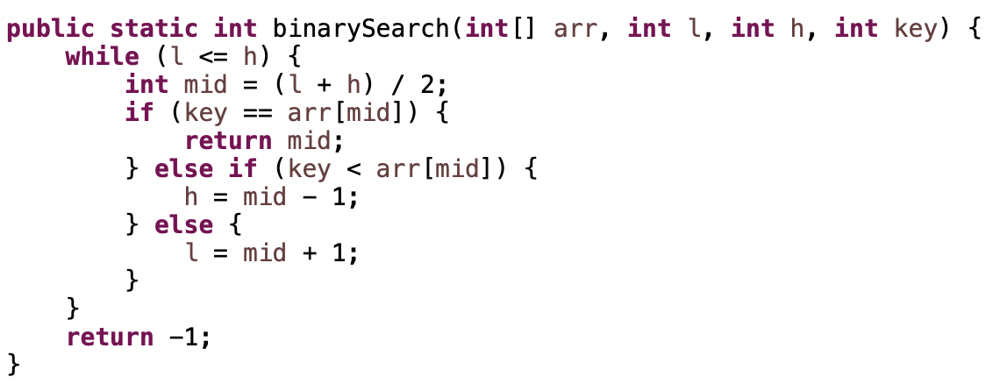 public static int binarySearch(int[] arr, int l, int h, int key) {
    while (l <= h) {
        int mid = (l + h) / 2;
        if (key == arr[mid]) {
            return mid;
        } else if (key < arr[mid]) {
            h = mid - 1;
        } else {
            l = mid + 1;
        }
    }
    return -1;
}